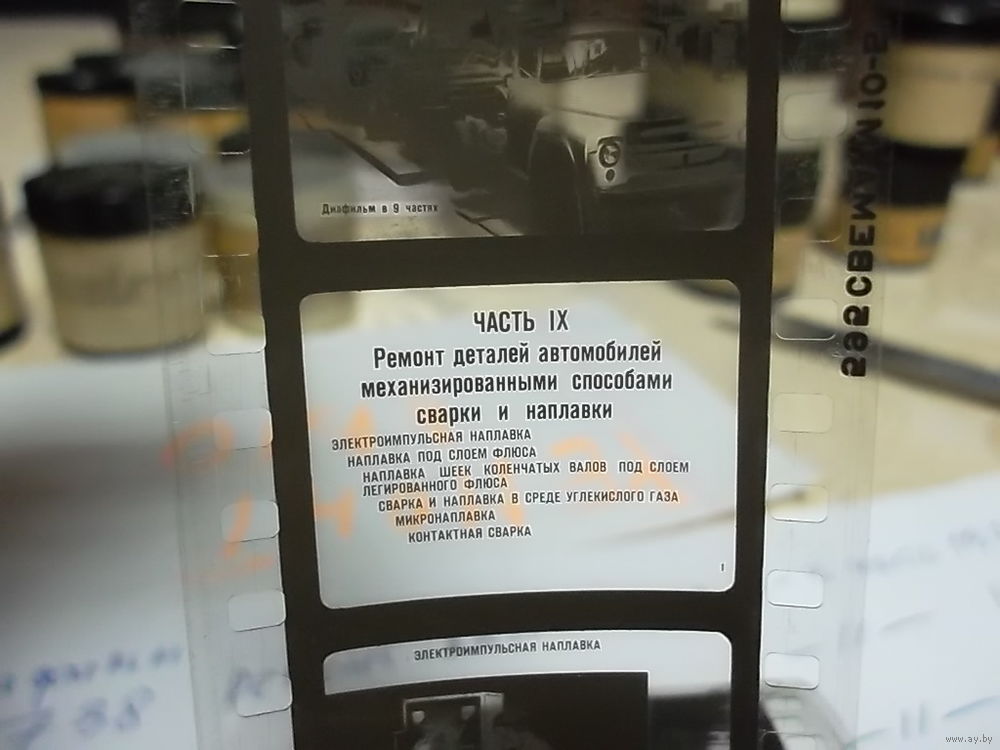 Диафильм в 9 частях
ЧАСТЬ IX
Ремонт деталей автомобилей
механизированными способами
сварки и наплавки
ЭЛЕКТРОИМПУЛЬСНАЯ НАПЛАВКА
НАПЛАВКА ПОД СЛОЕМ ФЛЮСА
НАПЛАВКА ШЕЕК КОЛЕНЧАТЫХ ВАЛОВ ПОД СЛОЕМ
ЛЕГИРОВАННОГО ФЛЮСА
СВАРКА И НАПЛАВКА В СРЕДЕ УГЛЕКИСЛОГО ГАЗА
МИКРОНАПЛАВКА
КОНТАКТНАЯ СВАРКА
1
ЭЛЕКТРОИМПУЛЬСНАЯ НАПЛАВКА
СВЕМА
www.ay.by